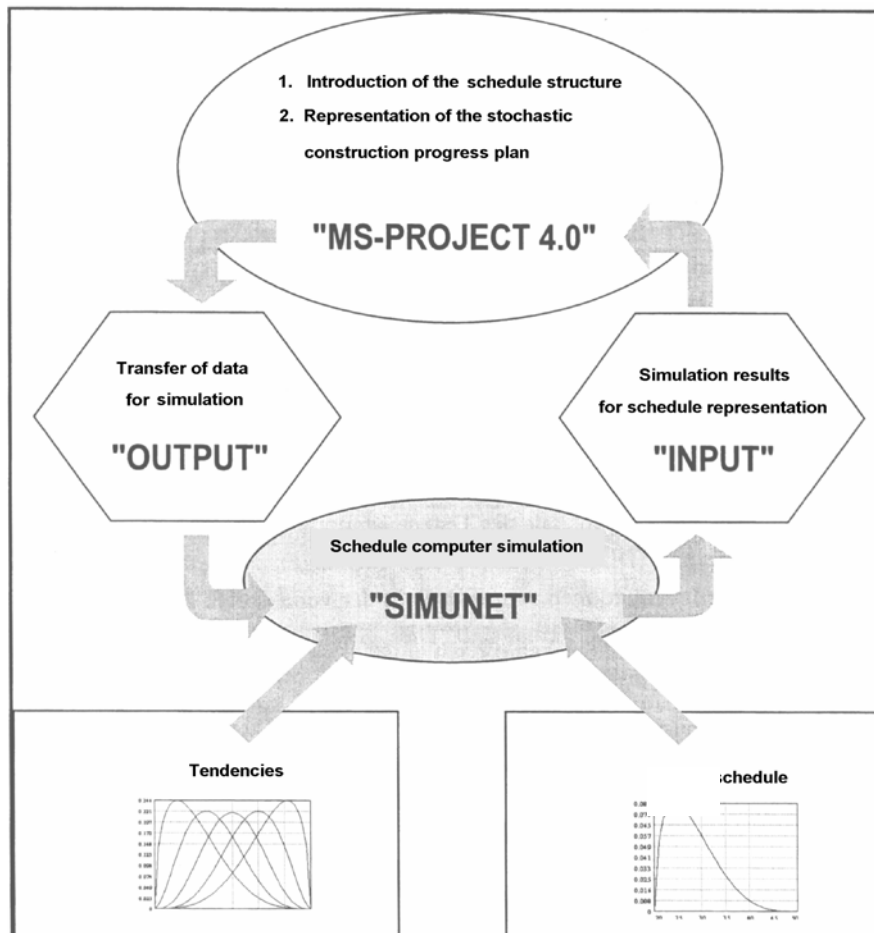 1. Introduction of the schedule structure
2. Representation of the stochastic
construction progress plan
"MS-PROJECT 4.0"
Transfer of data
for simulation
"OUTPUT"
Simulation results
for schedule representation
"INPUT"
Schedule computer simulation
"SIMUNET"
Tendencies
schedule